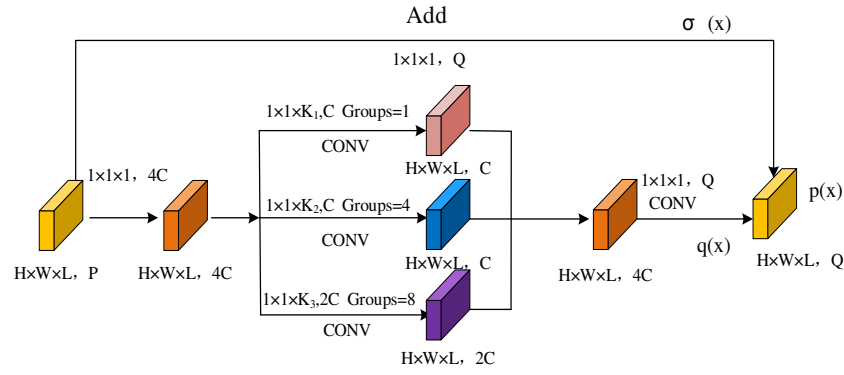 Add
σ (x)
1×1×1, Q
1×1×K₁,C Groups=1
CONV
H×W×L, C
1×1×1, 4C
1×1×K₂,C Groups=4
CONV
H×W×L, C
1×1×1, Q
CONV
q(x)
p(x)
H×W×L, P
H×W×L, 4C
H×W×L, 4C
H×W×L, Q
1×1×K₃,2C Groups=8
CONV
H×W×L, 2C